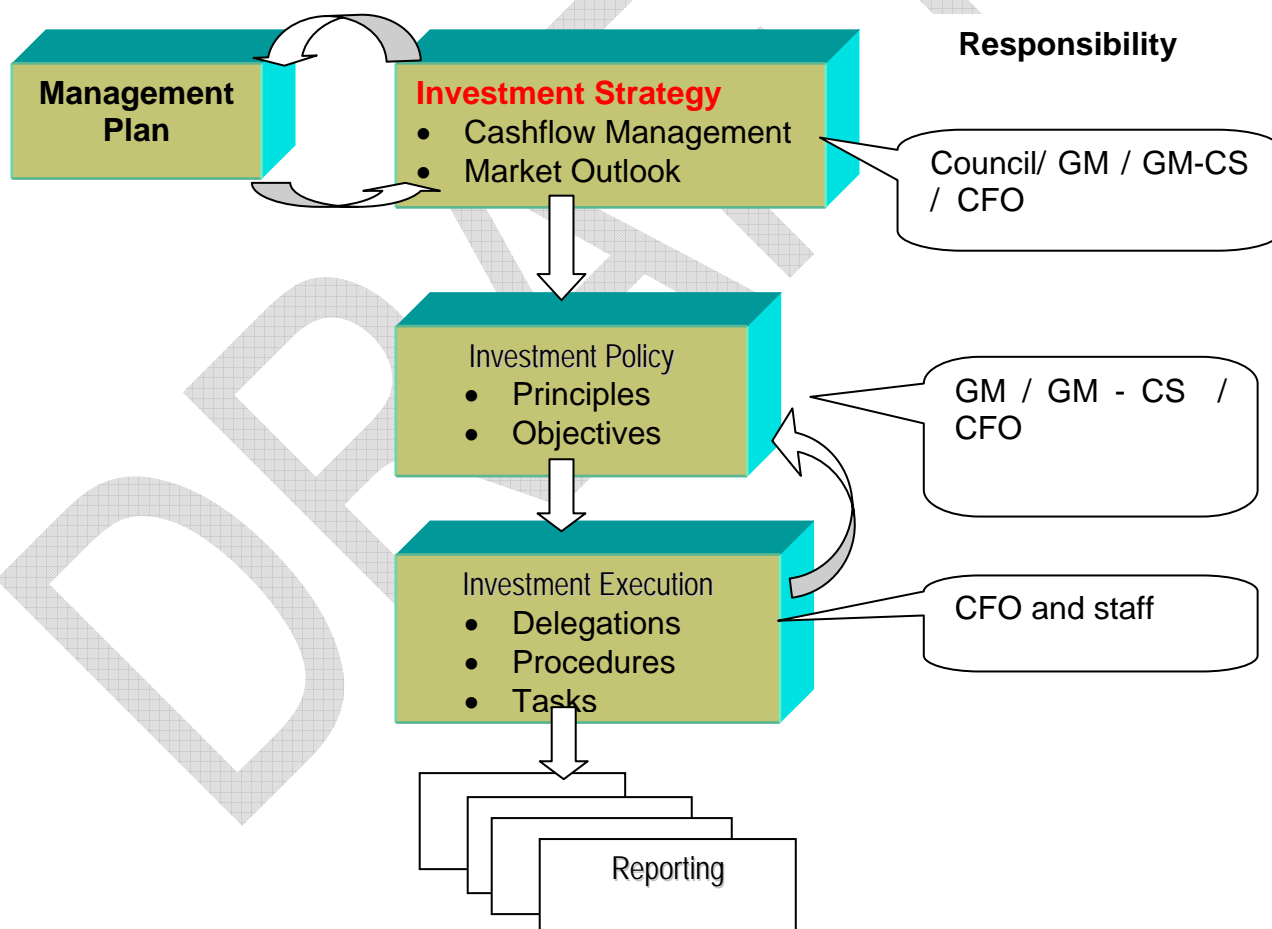 Responsibility
Management
Plan
Investment Strategy
• Cashflow Management
• Market Outlook
Council/ GM / GM-CS
/ CFO
Investment Policy
• Principles
• Objectives
GM / GM - CS /
CFO
Investment Execution
• Delegations
• Procedures
• Tasks
CFO and staff
Reporting
DRAFT